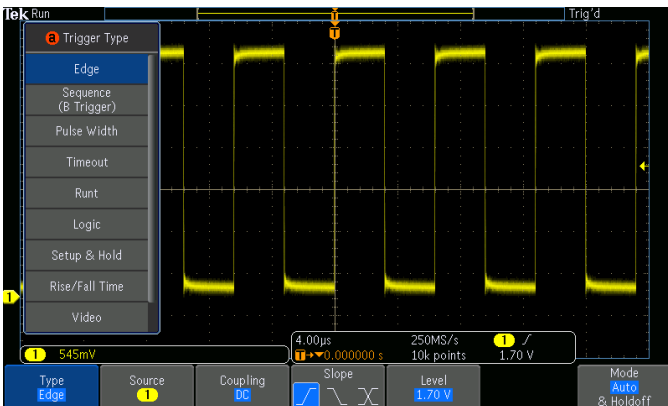 Tek Run Trig'd
T
T
a Trigger Type
Edge
Sequence
(B Trigger)
Pulse Width
Timeout
Runt
Logic
Setup & Hold
Rise/Fall Time
Video
1
1 545mV
4.00µs 250MS/s 1
T→▼0.000000 s 10k points 1.70 V
Type
Edge
Source
1
Coupling
DC
Slope
Level
1.70 V
Mode
Auto
& Holdoff